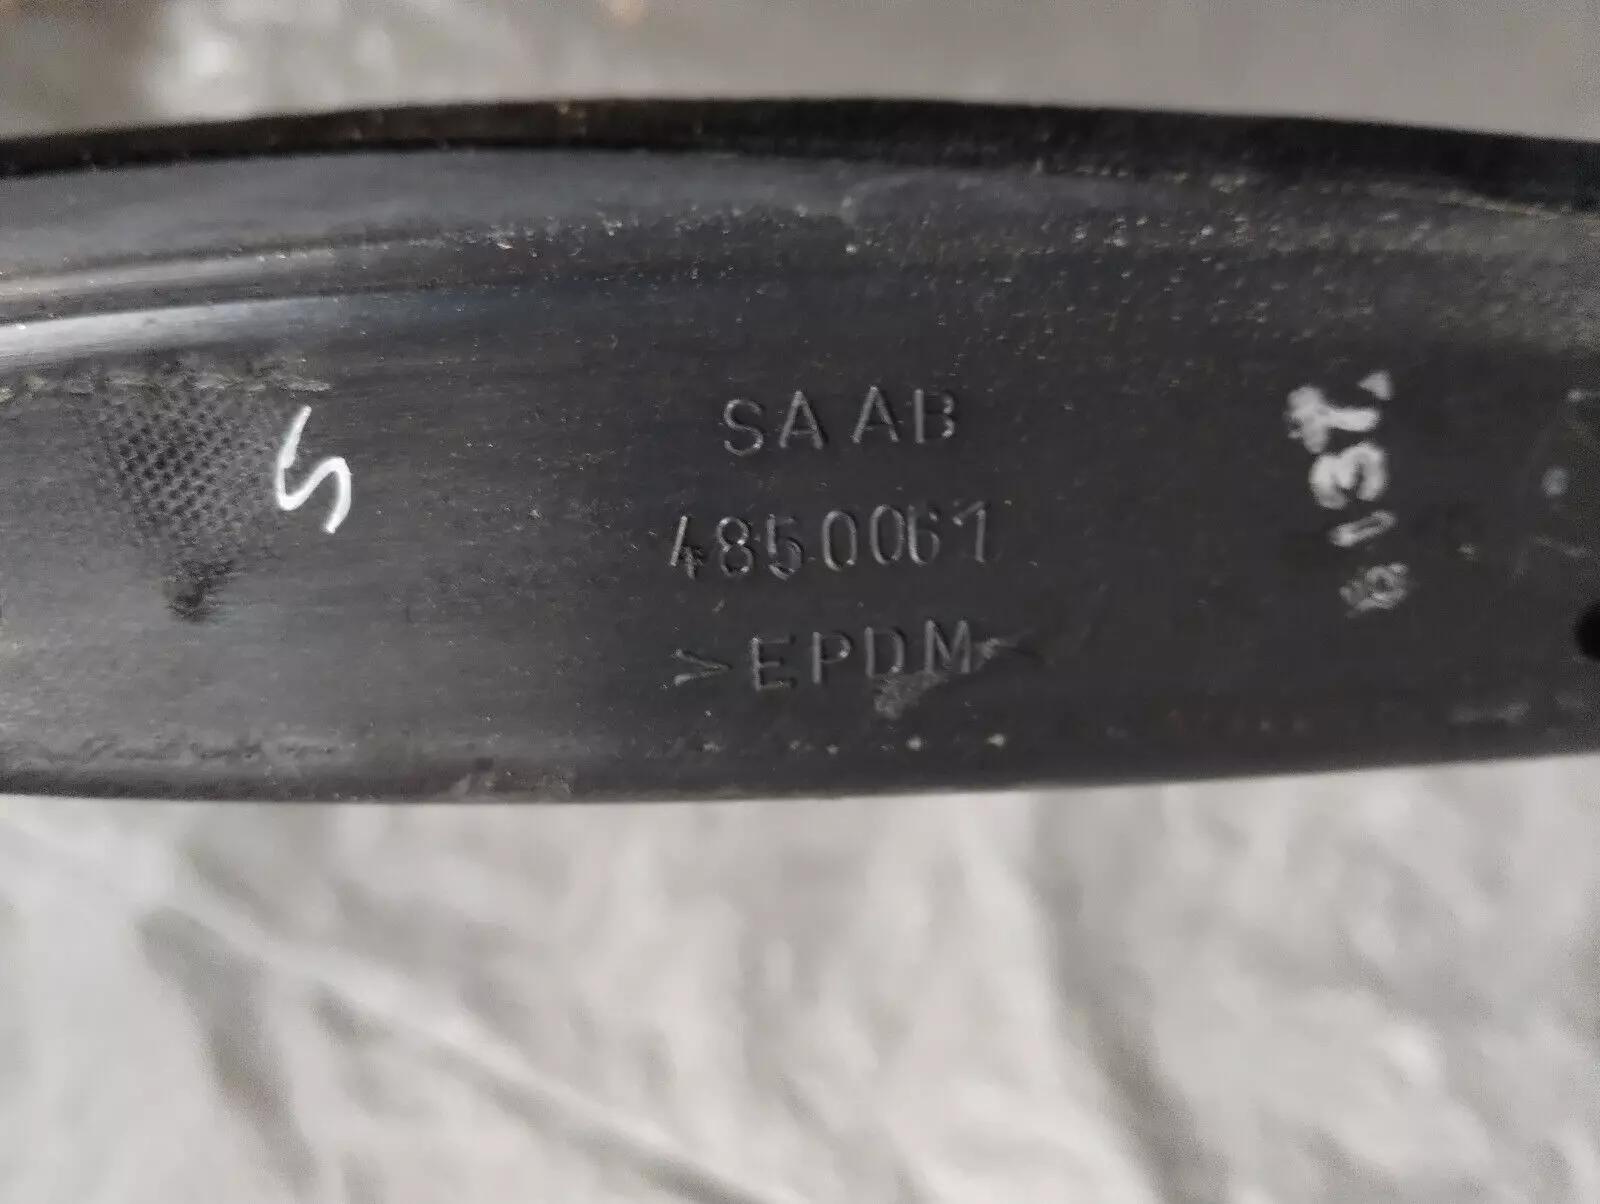 S
SAAB
4850061
>EPDM<